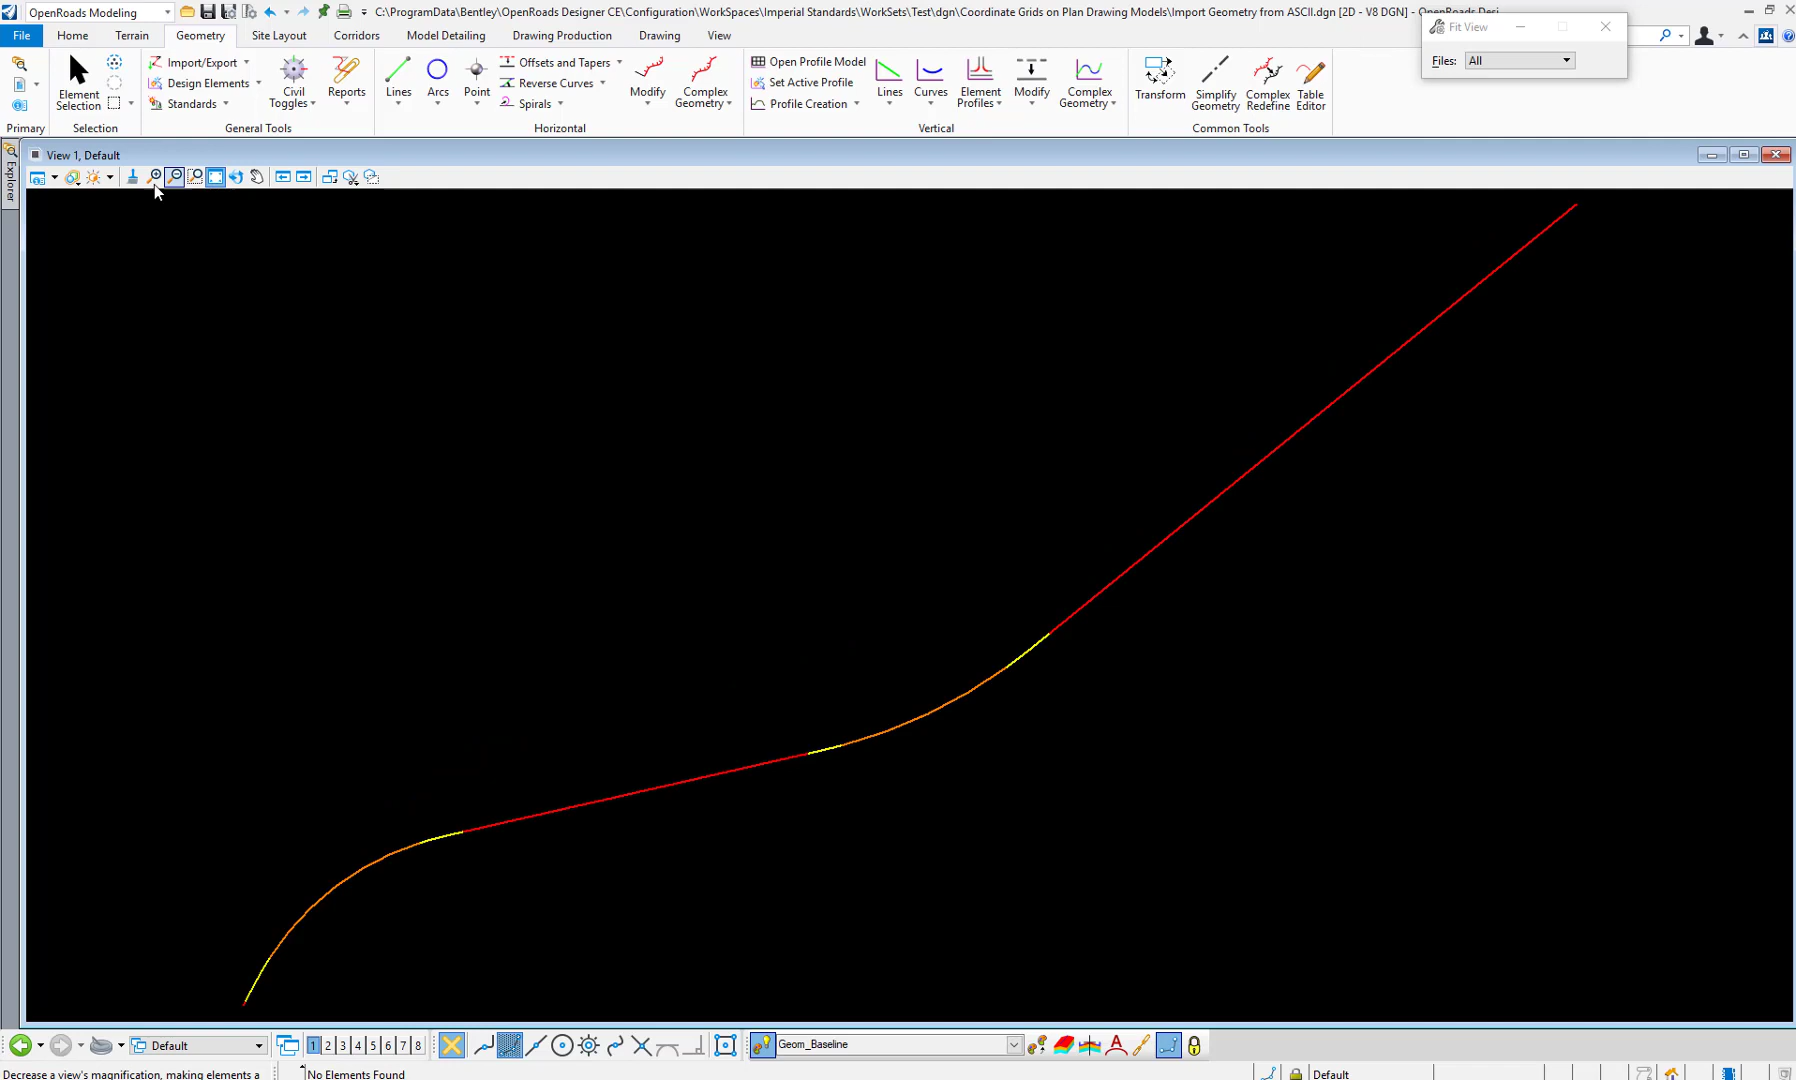 OpenRoads Modeling
C:\ProgramData\Bentley\OpenRoads Designer CE\Configuration\WorkSpaces\Imperial Standards\WorkSets\Test\dgn\Coordinate Grids on Plan Drawing Models\Import Geometry from ASCII.dgn [2D - V8 DGN] - OpenRoads Desi
Fit View
Files: All
File Home Terrain Geometry Site Layout Corridors Model Detailing Drawing Production Drawing View
Element Selection
Import/Export
Design Elements
Standards
Civil Toggles
Reports
Lines
Arcs
Point
Offsets and Tapers
Reverse Curves
Spirals
Modify
Complex Geometry
Open Profile Model
Set Active Profile
Profile Creation
Lines
Curves
Element Profiles
Modify
Complex Geometry
Transform
Simplify Geometry
Complex Redefine
Table Editor
Primary Selection General Tools Horizontal Vertical Common Tools
Explorer
View 1, Default
Default 1 2 3 4 5 6 7 8 Geom_Baseline
Decrease a view's magnification, making elements a No Elements Found Default